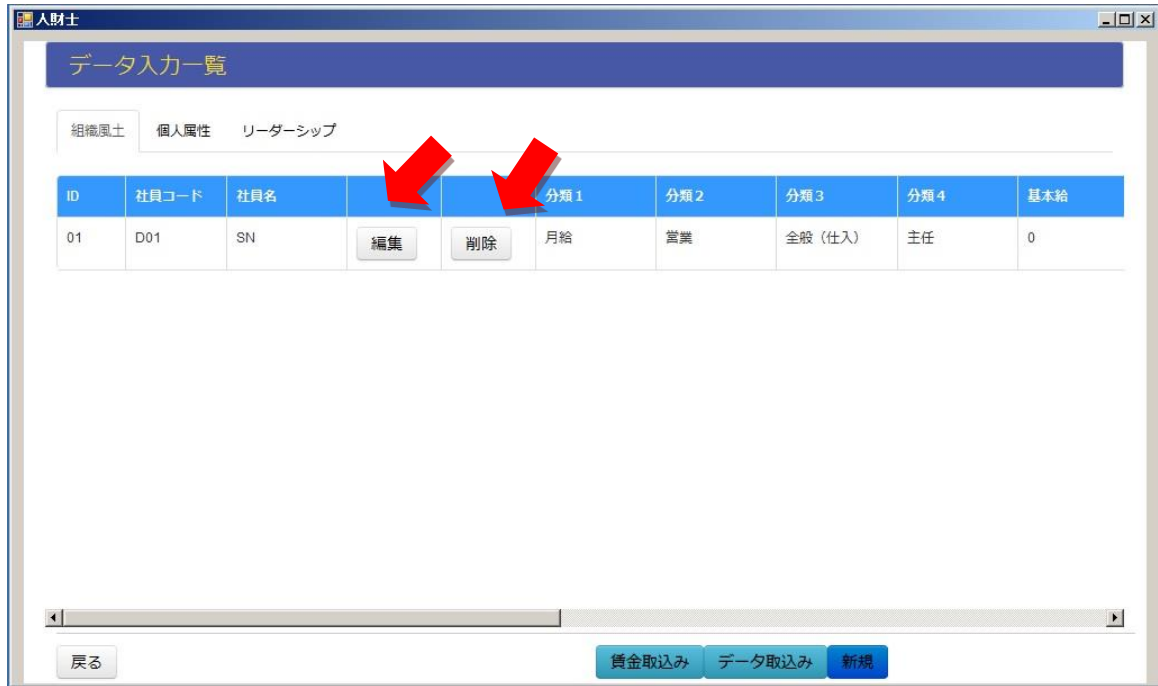 人財士
データ入力一覧
組織風土 個人属性 リーダーシップ
ID 社員コード 社員名 分類1 分類2 分類3 分類4 基本給
01 D01 SN 編集 削除 月給 営業 全般（仕入） 主任 0
戻る 賃金取込み データ取込み 新規